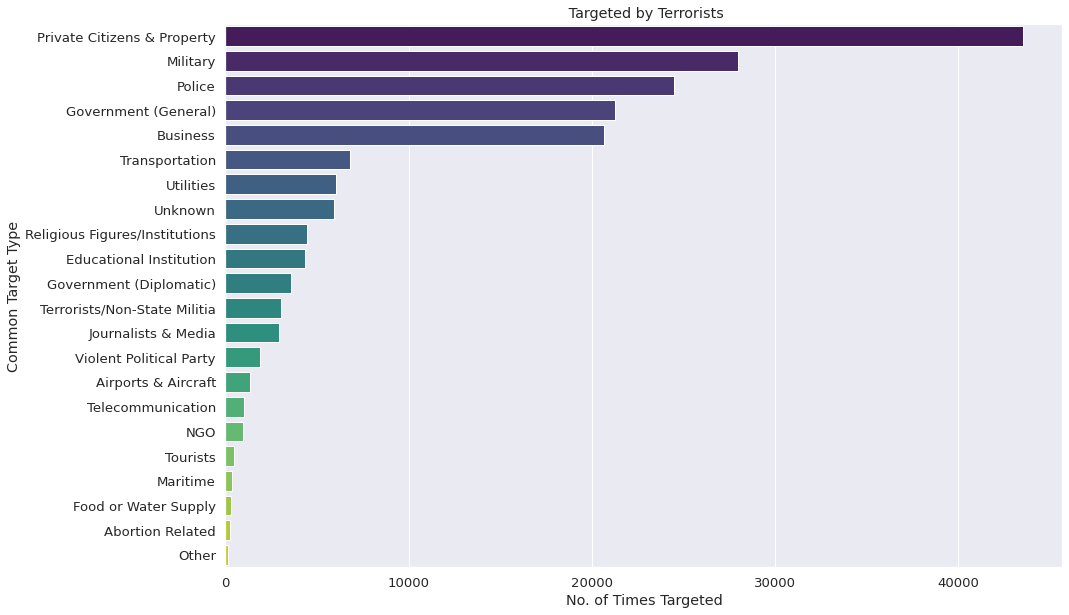 Targeted by Terrorists
Common Target Type
Private Citizens & Property
Military
Police
Government (General)
Business
Transportation
Utilities
Unknown
Religious Figures/Institutions
Educational Institution
Government (Diplomatic)
Terrorists/Non-State Militia
Journalists & Media
Violent Political Party
Airports & Aircraft
Telecommunication
NGO
Tourists
Maritime
Food or Water Supply
Abortion Related
Other
0 10000 20000 30000 40000
No. of Times Targeted